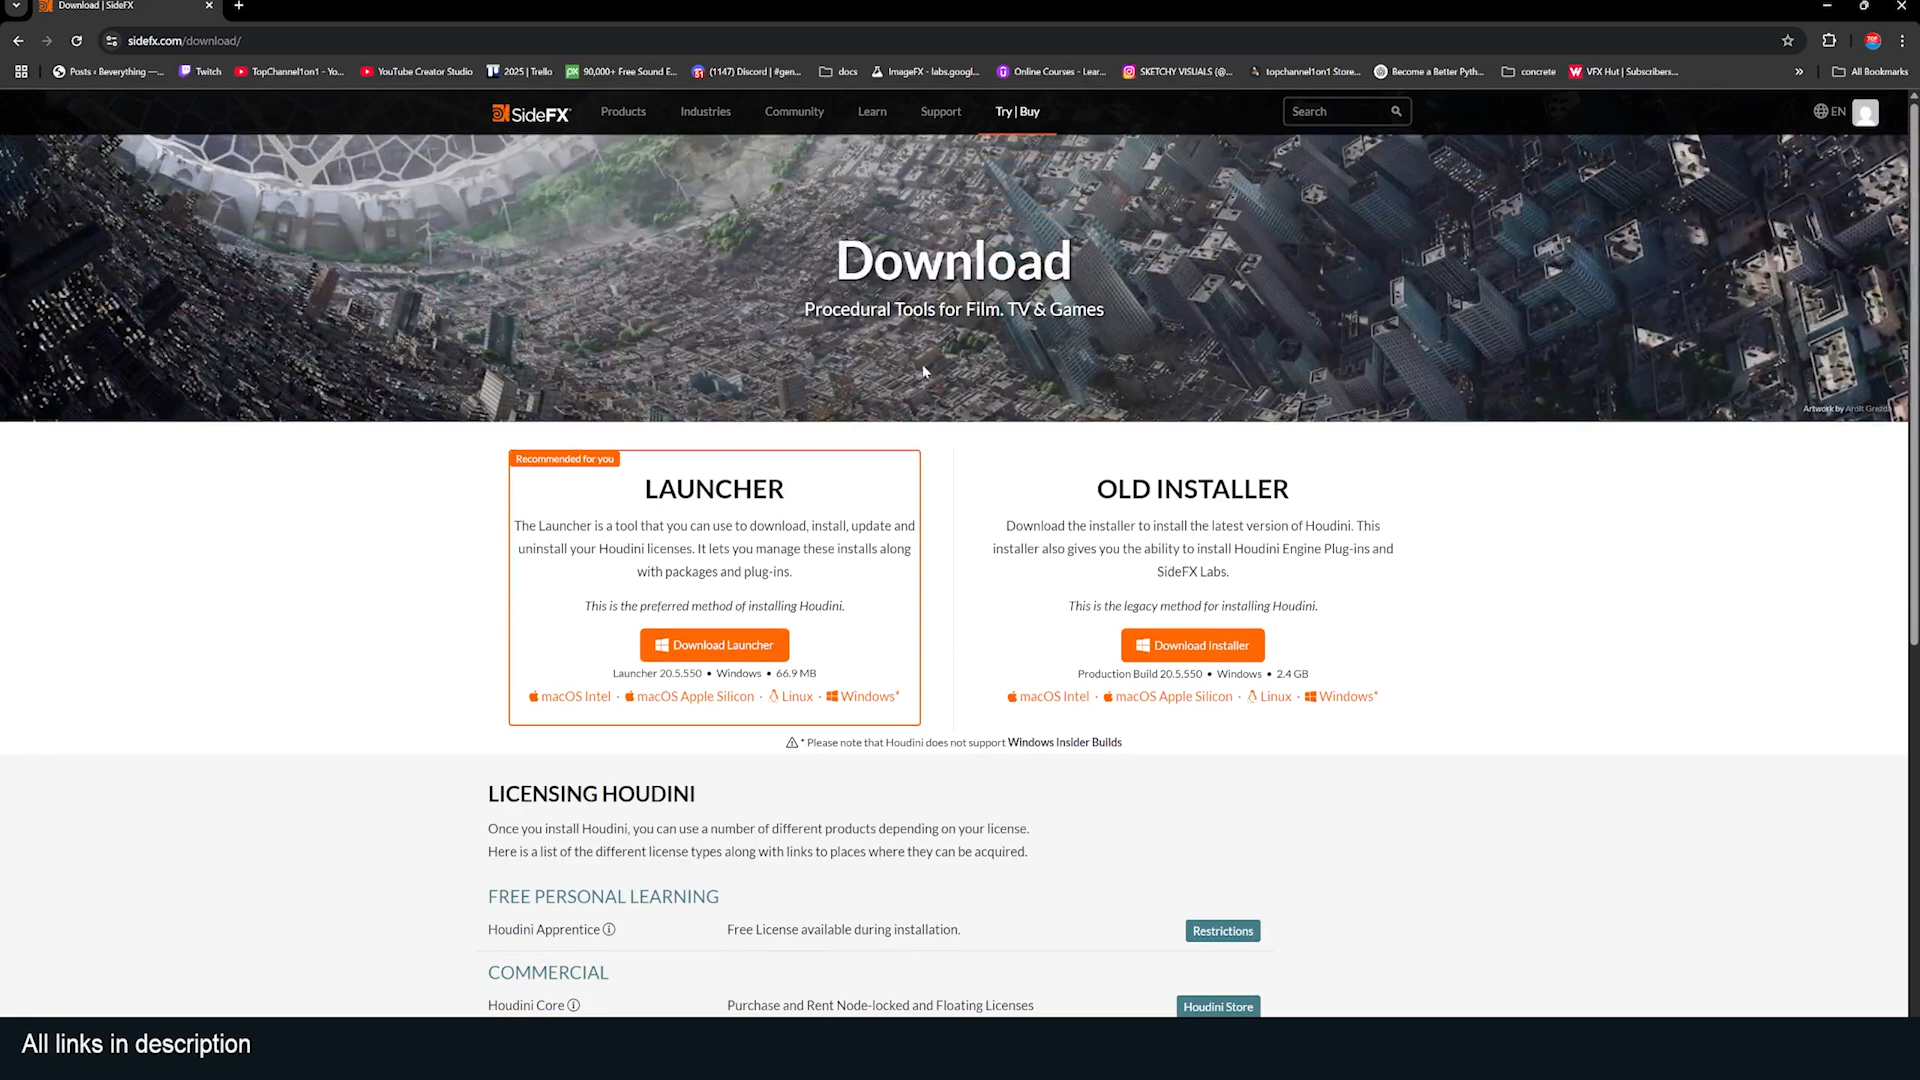 Download | SideFX
sidefx.com/download/
Posts ‹ Beverything —...
Twitch
TopChannel1on1 - Yo...
YouTube Creator Studio
2025 | Trello
90,000+ Free Sound E...
(1147) Discord | #gen...
docs
ImageFX - labs.googl...
Online Courses - Lear...
SKETCHY VISUALS (@...
topchannel1on1 Store...
Become a Better Pyth...
concrete
VFX Hut | Subscribers...
All Bookmarks
SideFX
Products
Industries
Community
Learn
Support
Try | Buy
Search
EN
Download
Procedural Tools for Film. TV & Games
Artwork by Ardit Grezda
Recommended for you
LAUNCHER
The Launcher is a tool that you can use to download, install, update and
uninstall your Houdini licenses. It lets you manage these installs along
with packages and plug-ins.
This is the preferred method of installing Houdini.
Download Launcher
Launcher 20.5.550 • Windows • 66.9 MB
macOS Intel · macOS Apple Silicon · Linux · Windows*
OLD INSTALLER
Download the installer to install the latest version of Houdini. This
installer also gives you the ability to install Houdini Engine Plug-ins and
SideFX Labs.
This is the legacy method for installing Houdini.
Download Installer
Production Build 20.5.550 • Windows • 2.4 GB
macOS Intel · macOS Apple Silicon · Linux · Windows*
* Please note that Houdini does not support Windows Insider Builds
LICENSING HOUDINI
Once you install Houdini, you can use a number of different products depending on your license.
Here is a list of the different license types along with links to places where they can be acquired.
FREE PERSONAL LEARNING
Houdini Apprentice
Free License available during installation.
Restrictions
COMMERCIAL
Houdini Core
Purchase and Rent Node-locked and Floating Licenses
Houdini Store
All links in description